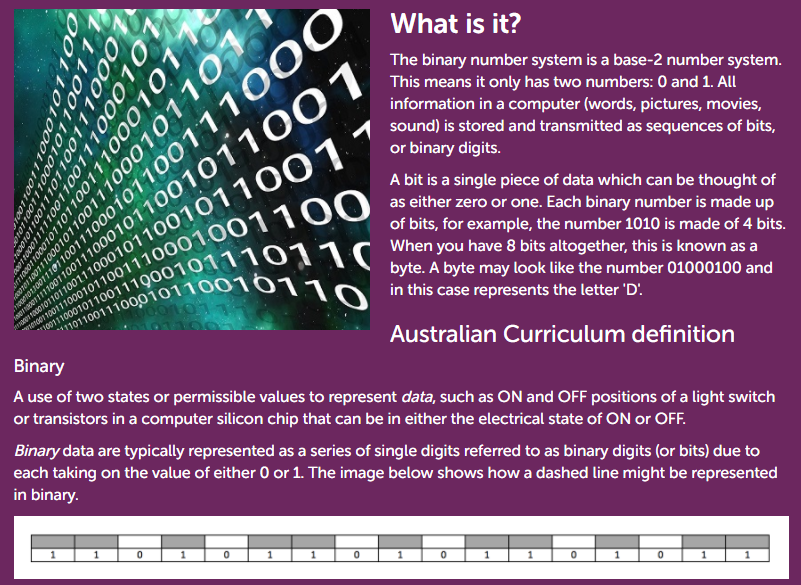 What is it?
The binary number system is a base-2 number system.
This means it only has two numbers: 0 and 1. All
information in a computer (words, pictures, movies,
sound) is stored and transmitted as sequences of bits,
or binary digits.
A bit is a single piece of data which can be thought of
as either zero or one. Each binary number is made up
of bits, for example, the number 1010 is made of 4 bits.
When you have 8 bits altogether, this is known as a
byte. A byte may look like the number 01000100 and
in this case represents the letter 'D'.
Australian Curriculum definition
Binary
A use of two states or permissible values to represent data, such as ON and OFF positions of a light switch
or transistors in a computer silicon chip that can be in either the electrical state of ON or OFF.
Binary data are typically represented as a series of single digits referred to as binary digits (or bits) due to
each taking on the value of either 0 or 1. The image below shows how a dashed line might be represented
in binary.
1 1 0 1 0 1 1 0 1 0 1 1 0 1 0 1 1